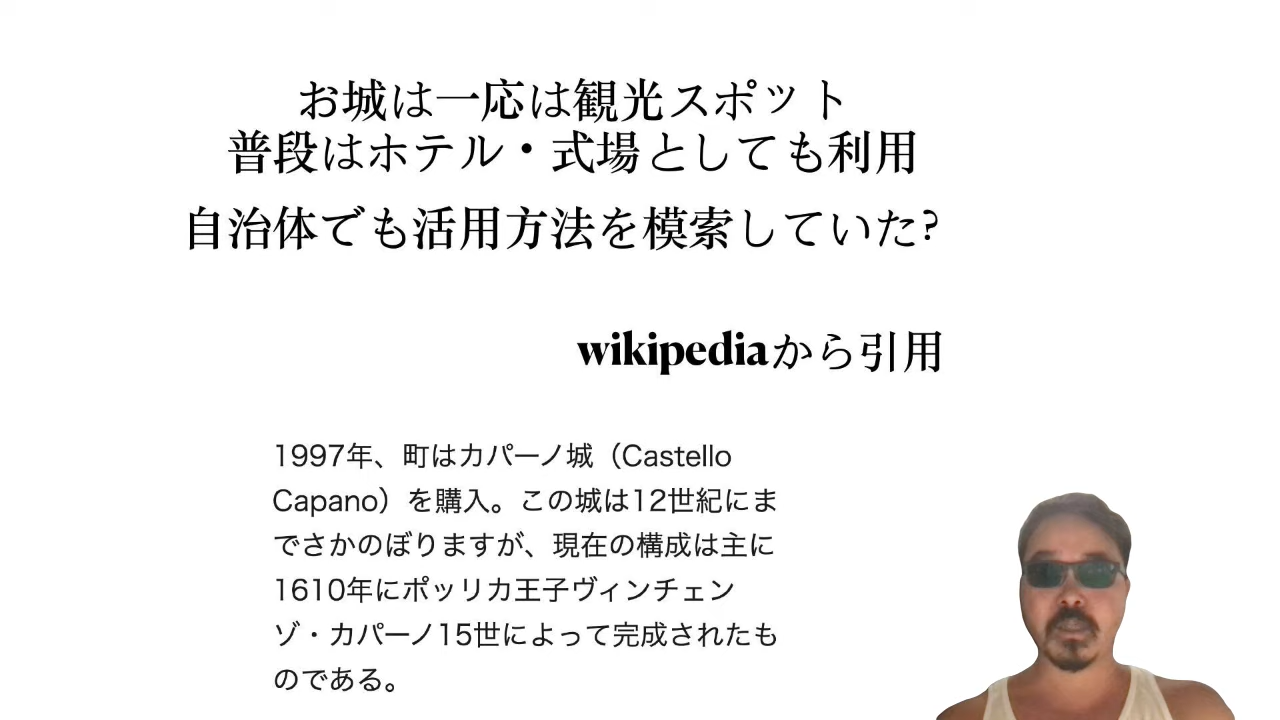 お城は一応は観光スポット
普段はホテル・式場としても利用
自治体でも活用方法を模索していた?
wikipediaから引用
1997年、町はカパーノ城（Castello
Capano）を購入。この城は12世紀にま
でさかのぼりますが、現在の構成は主に
1610年にポッリカ王子ヴィンチェン
ゾ・カパーノ15世によって完成されたも
のである。